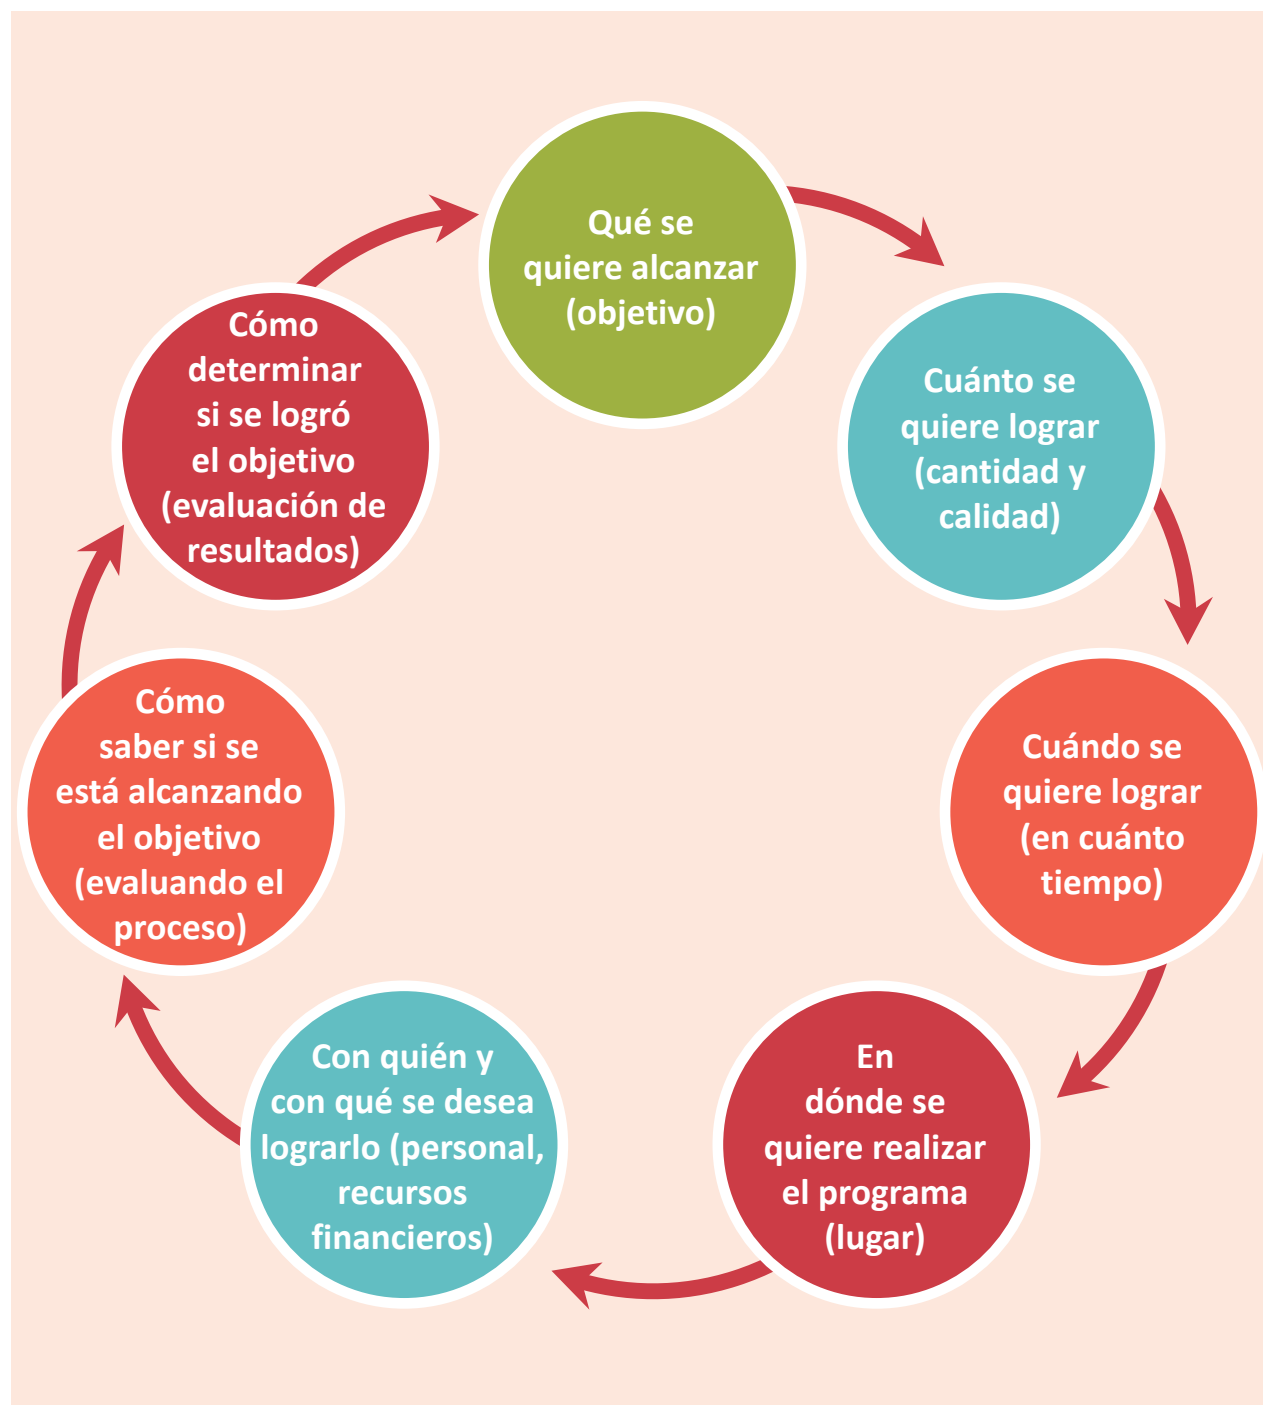 Qué se
quiere alcanzar
(objetivo)
Cuánto se
quiere lograr
(cantidad y
calidad)
Cuándo se
quiere lograr
(en cuánto
tiempo)
En
dónde se
quiere realizar
el programa
(lugar)
Con quién y
con qué se desea
lograrlo (personal,
recursos
financieros)
Cómo
saber si se
está alcanzando
el objetivo
(evaluando el
proceso)
Cómo
determinar
si se logró
el objetivo
(evaluación de
resultados)